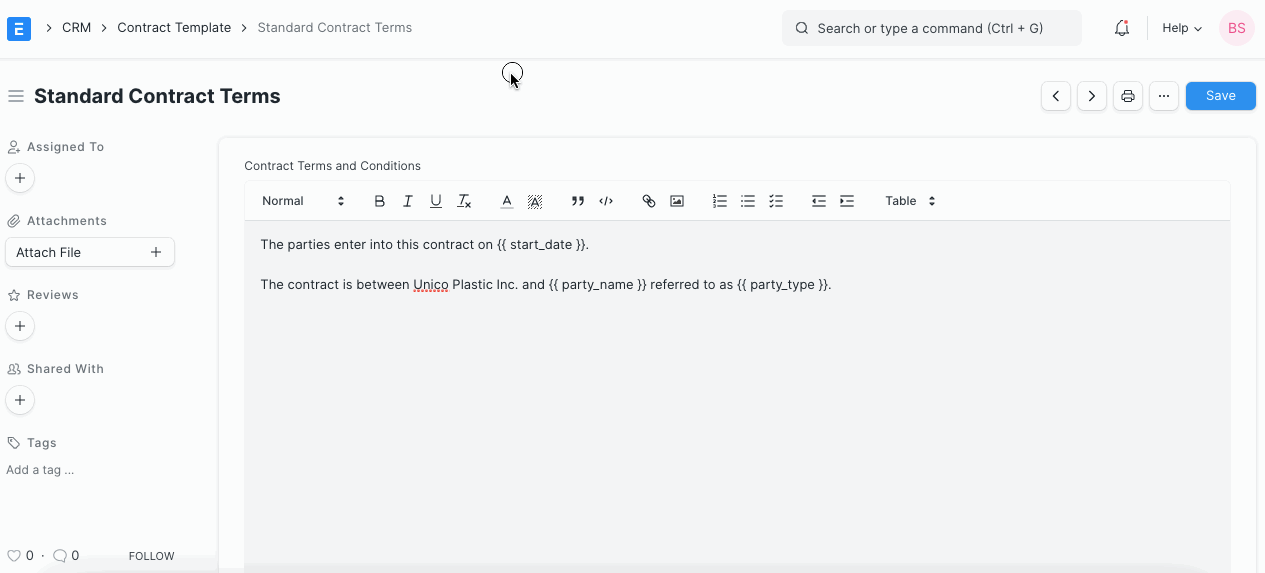 E > CRM > Contract Template > Standard Contract Terms
Search or type a command (Ctrl + G)
Help
BS
Standard Contract Terms
Save
Assigned To
Attachments
Attach File
Reviews
Shared With
Tags
Add a tag ...
0 · 0 FOLLOW
Contract Terms and Conditions
Normal B I U A A Table
The parties enter into this contract on {{ start_date }}.
The contract is between Unico Plastic Inc. and {{ party_name }} referred to as {{ party_type }}.